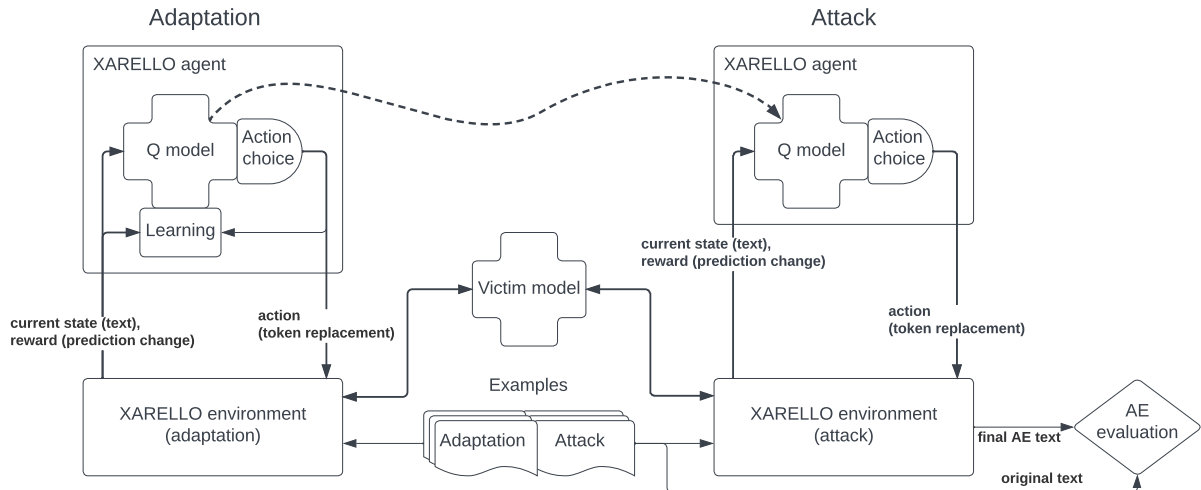 Adaptation
Attack
XARELLO agent
Q model
Action
choice
Learning
XARELLO agent
Q model
Action
choice
current state (text),
reward (prediction change)
action
(token replacement)
Victim model
current state (text),
reward (prediction change)
action
(token replacement)
Examples
XARELLO environment
(adaptation)
Adaptation
Attack
XARELLO environment
(attack)
final AE text
AE
evaluation
original text